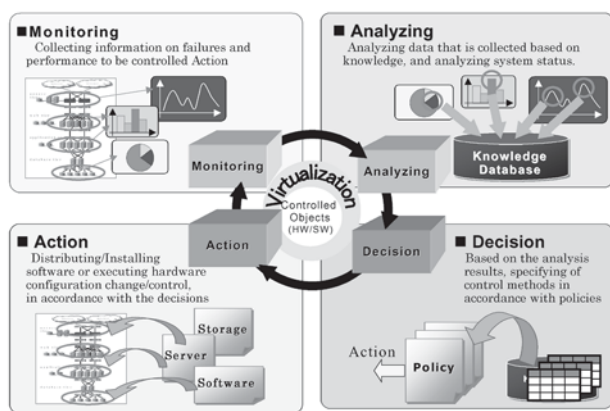 ■Monitoring
Collecting information on failures and
performance to be controlled Action
■ Analyzing
Analyzing data that is collected based on
knowledge, and analyzing system status.
Knowledge
Database
Monitoring
Analyzing
Virtualization
Controlled
Objects
(HW/SW)
Action
Decision
■ Action
Distributing/Installing
software or executing hardware
configuration change/control,
in accordance with the decisions
Storage
Server
Software
■ Decision
Based on the analysis
results, specifying of
control methods in
accordance with policies
Action
Policy